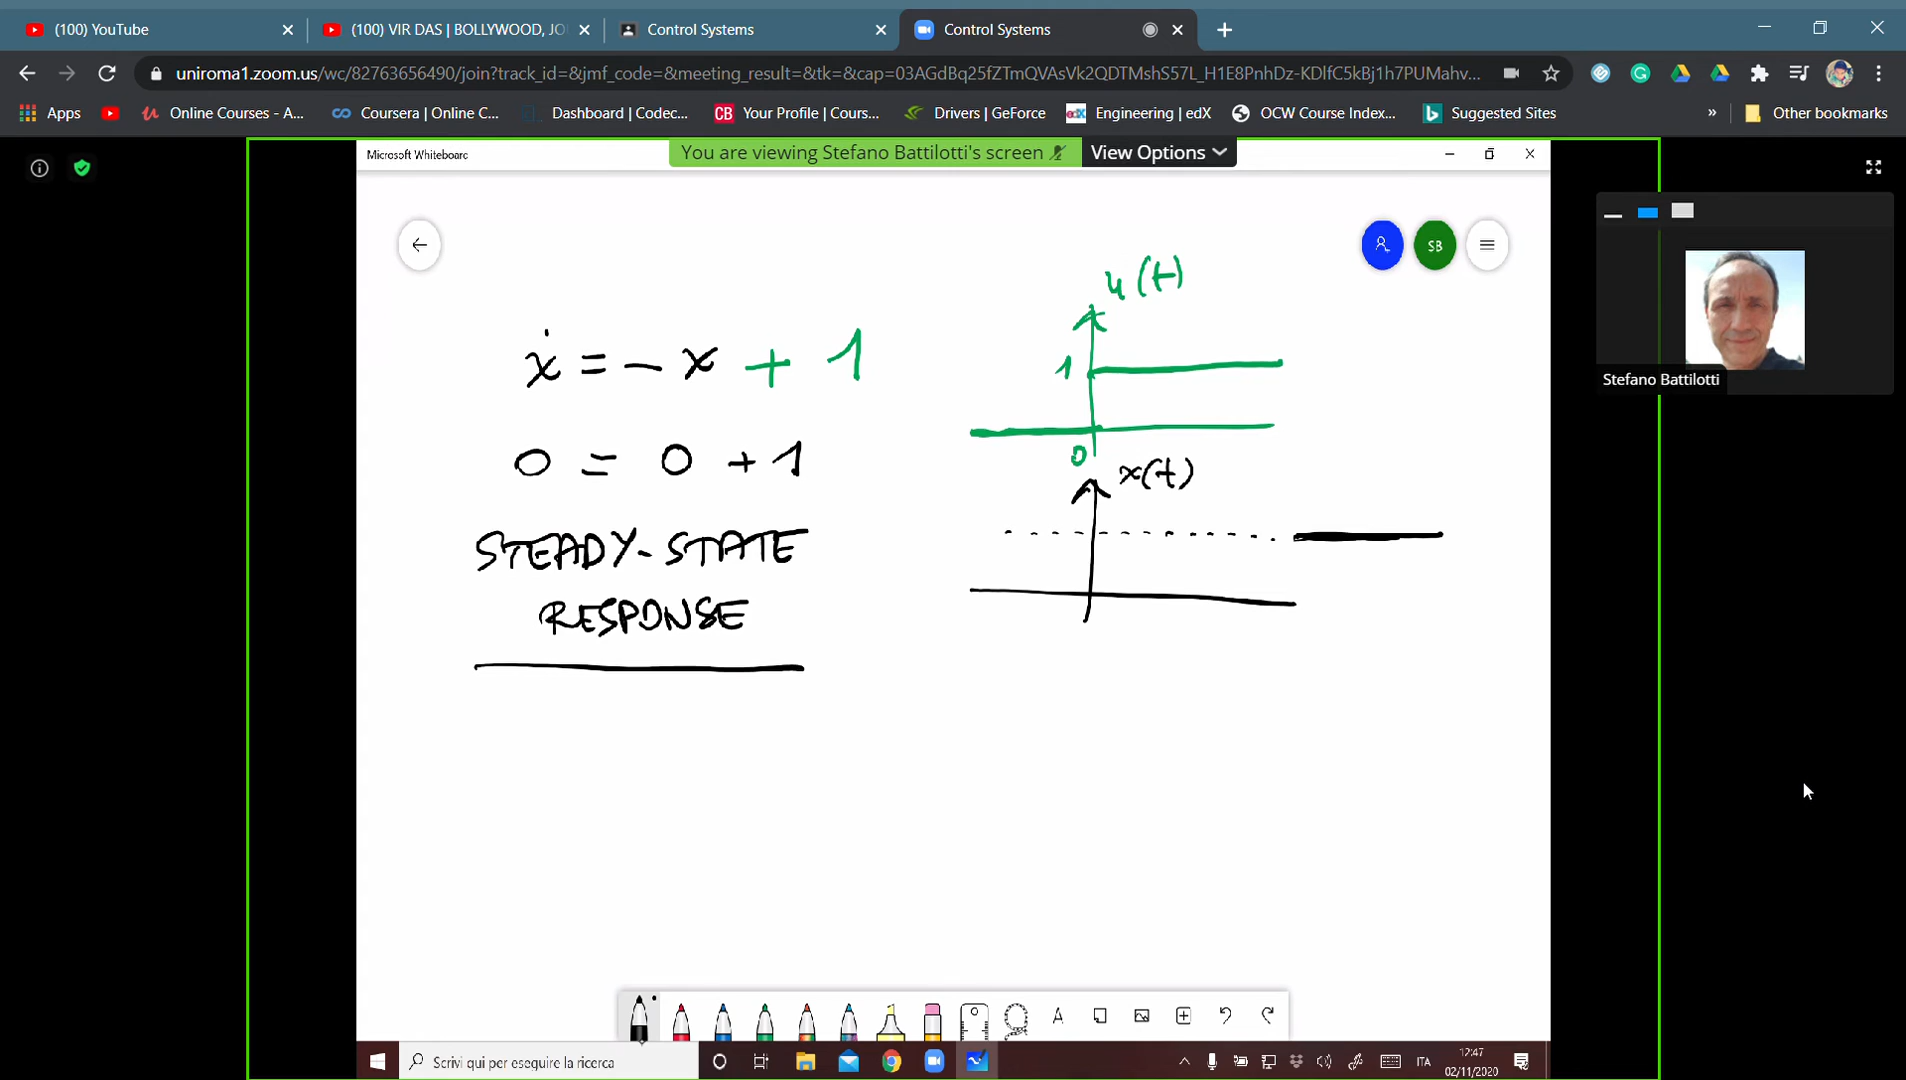 (100) YouTube
(100) VIR DAS | BOLLYWOOD, JO
Control Systems
Control Systems
uniroma1.zoom.us/wc/82763656490/join?track_id=&jmf_code=&meeting_result=&tk=&cap=03AGdBq25fZTmQVAsVk2QDTMshS57L_H1E8PnhDz-KDlfC5kBj1h7PUMahv...
Apps
Online Courses - A...
Coursera | Online C...
Dashboard | Codec...
CB Your Profile | Cours...
Drivers | GeForce
edX Engineering | edX
OCW Course Index...
Suggested Sites
»
Other bookmarks
Microsoft Whiteboard
You are viewing Stefano Battilotti's screen
View Options
SB
Stefano Battilotti
u(t)
ẋ = - x + 1
1
0 = 0 + 1
0
x(t)
STEADY-STATE
RESPONSE
Scrivi qui per eseguire la ricerca
ITA
12:47
02/11/2020